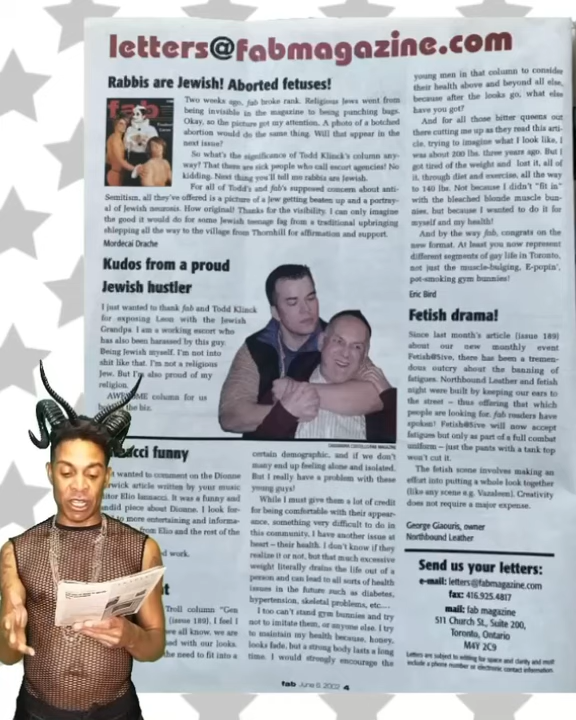 letters@fabmagazine.com
Rabbis are Jewish! Aborted fetuses!
fab
Two weeks ago, fab broke rank. Religious Jews went from
being invisible in the magazine to being punching bags.
Okay, so the picture got my attention. A photo of a botched
abortion would do the same thing. Will that appear in the
next issue?
So what's the significance of Todd Klinck's column any-
way? That there are sick people who call escort agencies! No
kidding. Next thing you'll tell me rabbis are Jewish.
For all of Todd's and fab's supposed concern about anti-
Semitism, all they've offered is a picture of a Jew getting beaten up and a portray-
al of Jewish neurosis. How original! Thanks for the visibility. I can only imagine
the good it would do for some Jewish teenage fag from a traditional upbringing
shlepping all the way to the village from Thornhill for affirmation and support.
Mordecai Drache
Kudos from a proud
Jewish hustler
I just wanted to thank fab and Todd Klinck
for exposing Leon with the Jewish
Grandpa. I am a working escort who
has also been harassed by this guy.
Being Jewish myself, I'm not into
shit like that. I'm not a religious
Jew. But I'm also proud of my
religion.
column for us
the biz.
acci funny
wanted to comment on the Dionne
rwick article written by your music
itor Elio Iannacci. It was a funny and
ndid piece about Dionne. I look for-
to more entertaining and informa-
from Elio and the rest of the
d work.
t
Troll column "Gen
(issue 189). I feel I
we all know, we are
ed with our looks.
he need to fit into a
certain demographic, and if we don't
many end up feeling alone and isolated.
But I really have a problem with these
young guys!
While I must give them a lot of credit
for being comfortable with their appear-
ance, something very difficult to do in
this community, I have another issue at
heart – their health. I don't know if they
realize it or not, but that much excessive
weight literally drains the life out of a
person and can lead to all sorts of health
issues in the future such as diabetes,
hypertension, skeletal problems, etc....
I too can't stand gym bunnies and try
not to imitate them, or anyone else. I try
to maintain my health because, honey,
looks fade, but a strong body lasts a long
time. I would strongly encourage the
young men in that column to consider
their health above and beyond all else,
because after the looks go, what else
have you got?
And for all those bitter queens out
there cutting me up as they read this arti-
cle, trying to imagine what I look like, I
was about 200 lbs. three years ago. But I
got tired of the weight and lost it, all of
it, through diet and exercise, all the way
to 140 lbs. Not because I didn't "fit in"
with the bleached blonde muscle bun-
nies, but because I wanted to do it for
myself and my health!
And by the way fab, congrats on the
new format. At least you now represent
different segments of gay life in Toronto,
not just the muscle-bulging, E-popin',
pot-smoking gym bunnies!
Eric Bird
Fetish drama!
Since last month's article (issue 189)
about our new monthly event
Fetish@5ive, there has been a tremen-
dous outcry about the banning of
fatigues. Northbound Leather and fetish
night were built by keeping our ears to
the street – thus offering that which
people are looking for. fab readers have
spoken! Fetish@5ive will now accept
fatigues but only as part of a full combat
uniform – just the pants with a tank top
won't cut it.
The fetish scene involves making an
effort into putting a whole look together
(like any scene e.g. Vazaleen). Creativity
does not require a major expense.
George Giaouris, owner
Northbound Leather
Send us your letters:
e-mail: letters@fabmagazine.com
fax: 416.925.4817
mail: fab magazine
511 Church St., Suite 200,
Toronto, Ontario
M4Y 2C9
Letters are subject to editing for space and clarity and must
include a phone number or electronic contact information.
fab June 6, 2002 4